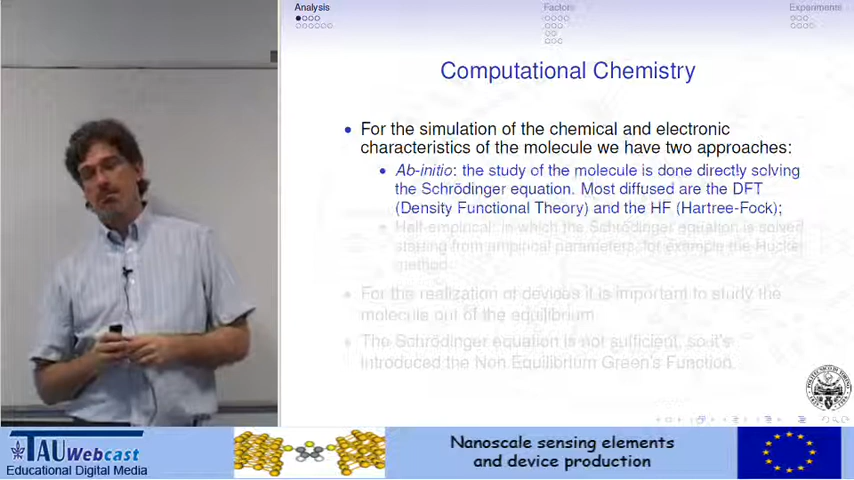 Analysis
Factors
Experiments
Computational Chemistry
For the simulation of the chemical and electronic
characteristics of the molecule we have two approaches:
Ab-initio: the study of the molecule is done directly solving
the Schrödinger equation. Most diffused are the DFT
(Density Functional Theory) and the HF (Hartree-Fock);
Half-empirical: in which the Schrödinger equation is solved
starting from empirical parameters, for example the Hückel
method.
For the realization of devices it is important to study the
molecule out of the equilibrium
The Schrödinger equation is not sufficient, so it's
introduced the Non Equilibrium Green's Function.
TAU Webcast
Educational Digital Media
Nanoscale sensing elements
and device production